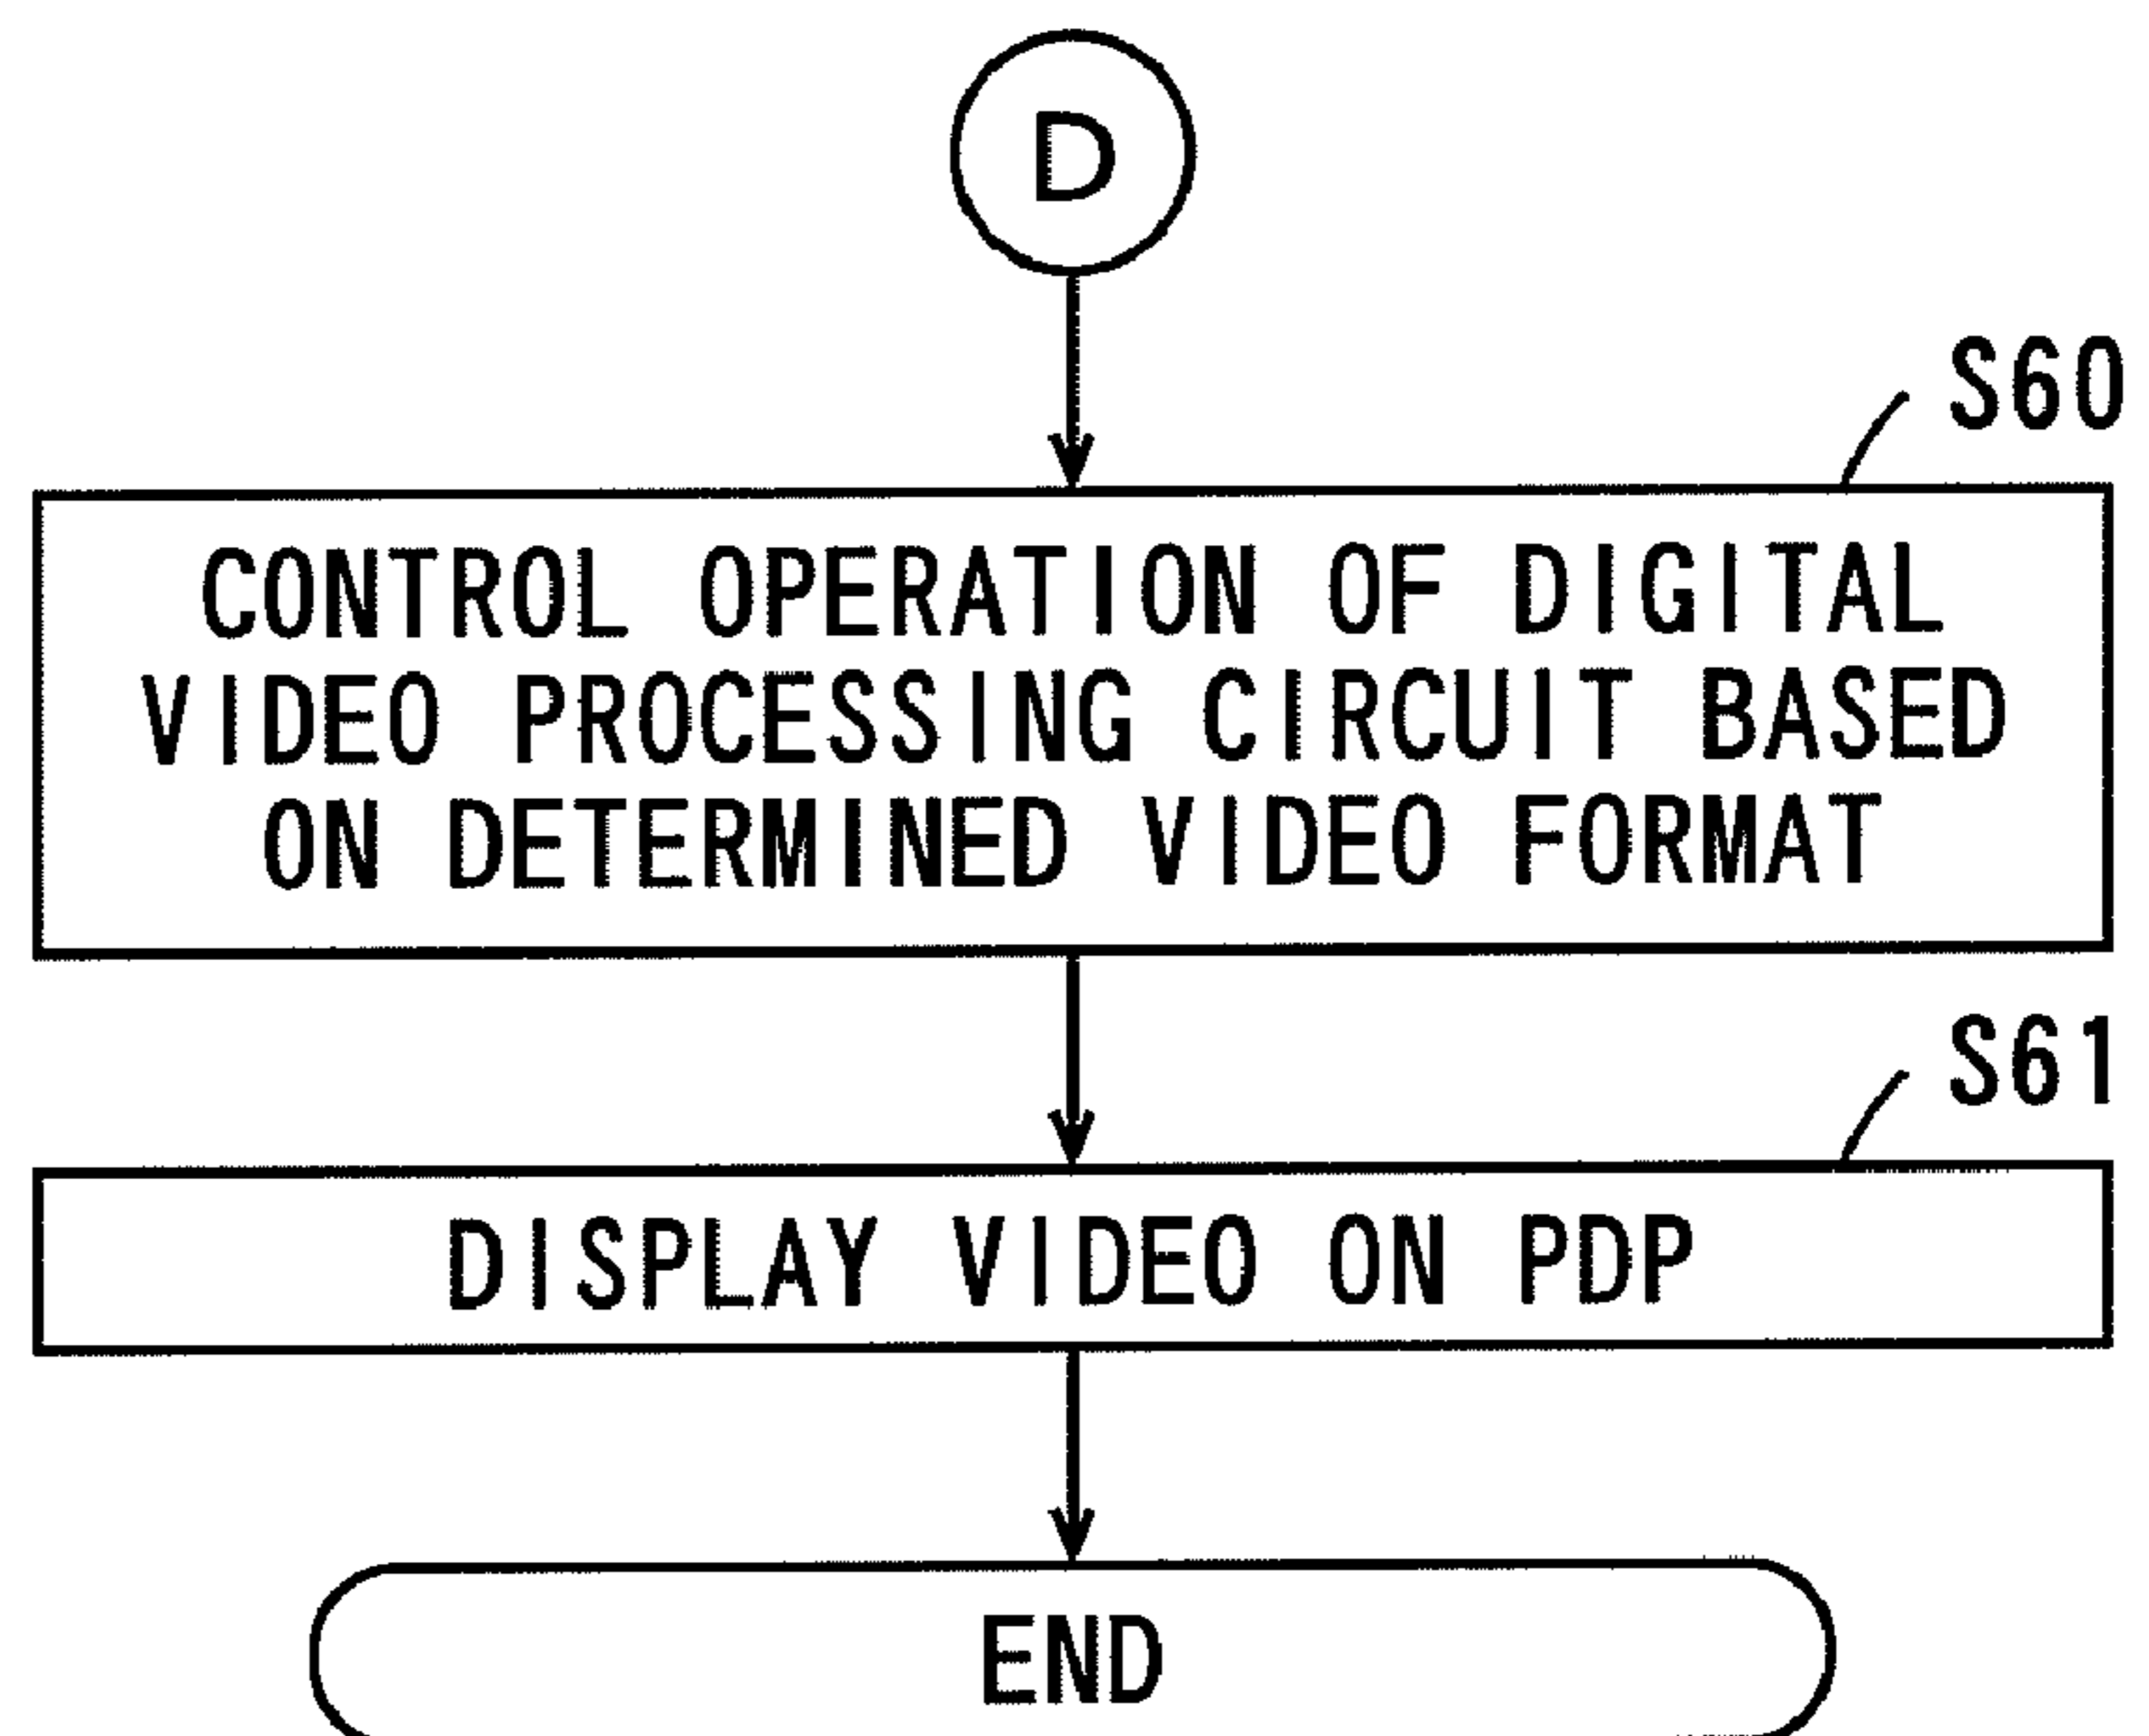 D
S60
CONTROL OPERATION OF DIGITAL
VIDEO PROCESSING CIRCUIT BASED
ON DETERMINED VIDEO FORMAT
S61
DISPLAY VIDEO ON PDP
END